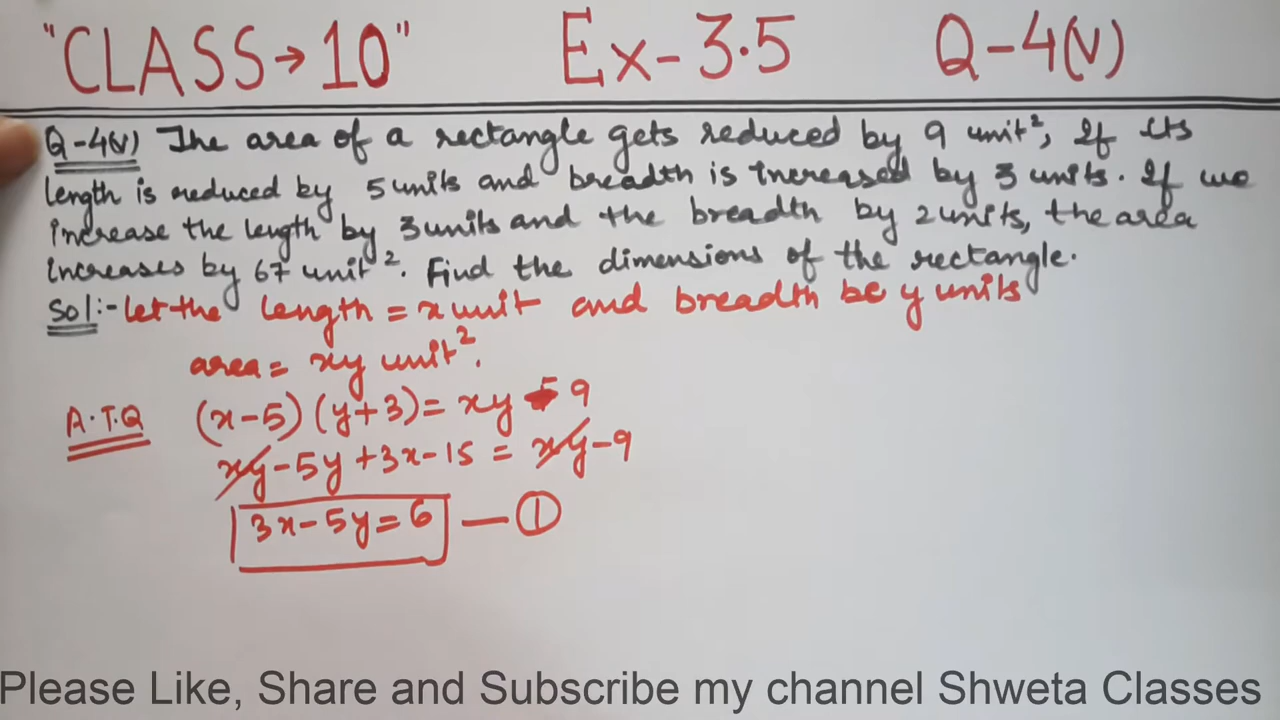 "CLASS→10" Ex-3.5 Q-4(V)
Q-4(V) The area of a rectangle gets reduced by 9 unit², If its
length is reduced by 5 units and breadth is increased by 3 units. If we
increase the length by 3 units and the breadth by 2 units, the area
increases by 67 unit². Find the dimensions of the rectangle.
Sol:- let the length = x unit and breadth be y units
area = xy unit².
A.T.Q (x-5) (y+3) = xy - 9
xy - 5y + 3x - 15 = xy - 9
3x - 5y = 6 — ①
Please Like, Share and Subscribe my channel Shweta Classes